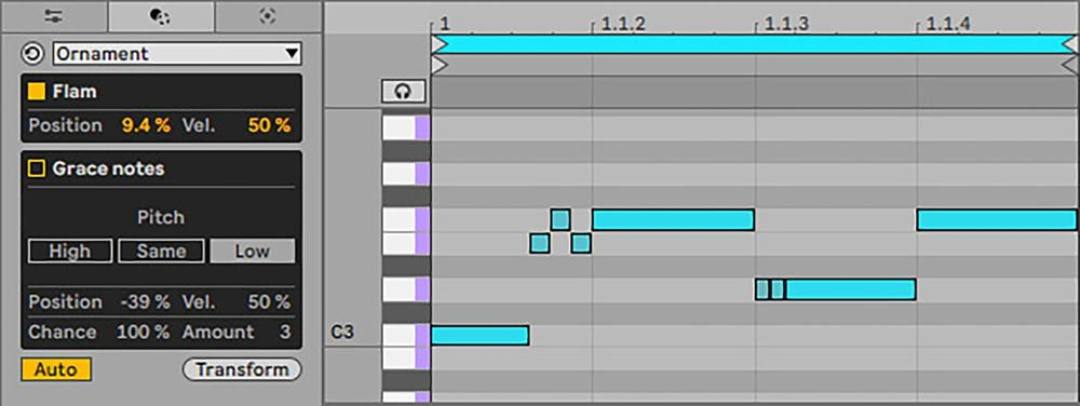 Ornament
Flam
Position 9.4 % Vel. 50 %
Grace notes
Pitch
High Same Low
Position -39 % Vel. 50 %
Chance 100 % Amount 3
Auto Transform
1 1.1.2 1.1.3 1.1.4
C3